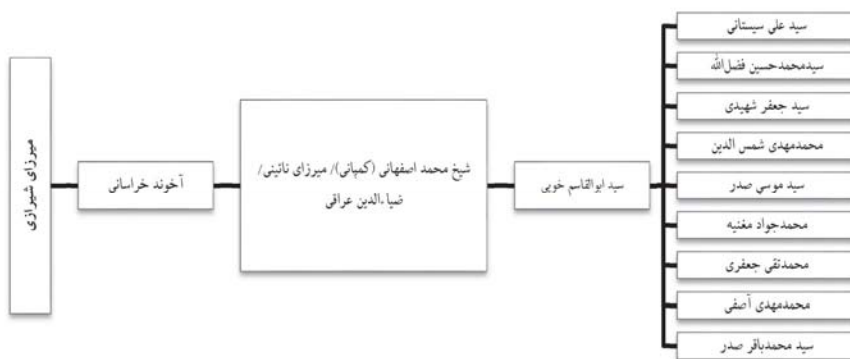 سید علی سیستانی
سیدمحمدحسین فضل‌الله
سید جعفر شهیدی
محمدمهدی شمس الدین
سید موسي صدر
محمدجواد مغنیه
محمدتقی جعفری
محمدمهدی آصفی
سید محمدباقر صدر
سید ابوالقاسم خویی
شیخ محمد اصفهانی (کمپانی)/ میرزای نائینی/
ضیاءالدین عراقی
آخوند خراسانی
میرزای شیرازی